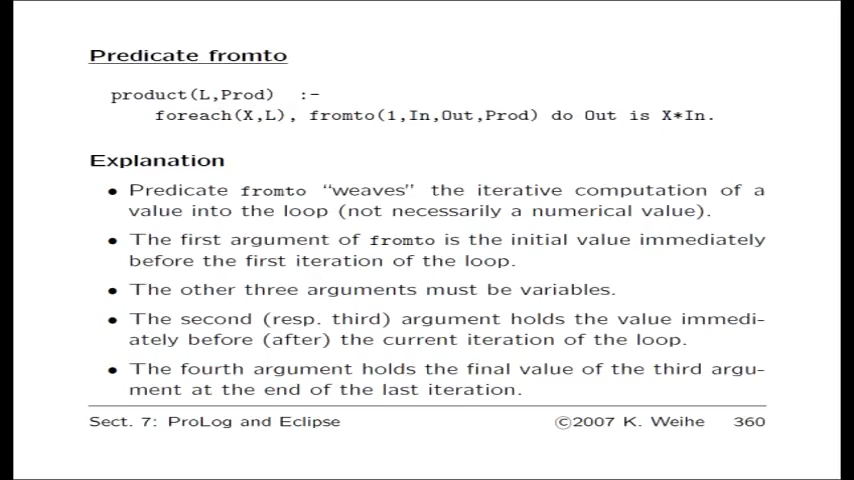 Predicate fromto
product(L,Prod) :-
foreach(X,L), fromto(1,In,Out,Prod) do Out is X*In.
Explanation
• Predicate fromto “weaves” the iterative computation of a
value into the loop (not necessarily a numerical value).
• The first argument of fromto is the initial value immediately
before the first iteration of the loop.
• The other three arguments must be variables.
• The second (resp. third) argument holds the value immedi-
ately before (after) the current iteration of the loop.
• The fourth argument holds the final value of the third argu-
ment at the end of the last iteration.
Sect. 7: ProLog and Eclipse ©2007 K. Weihe 360